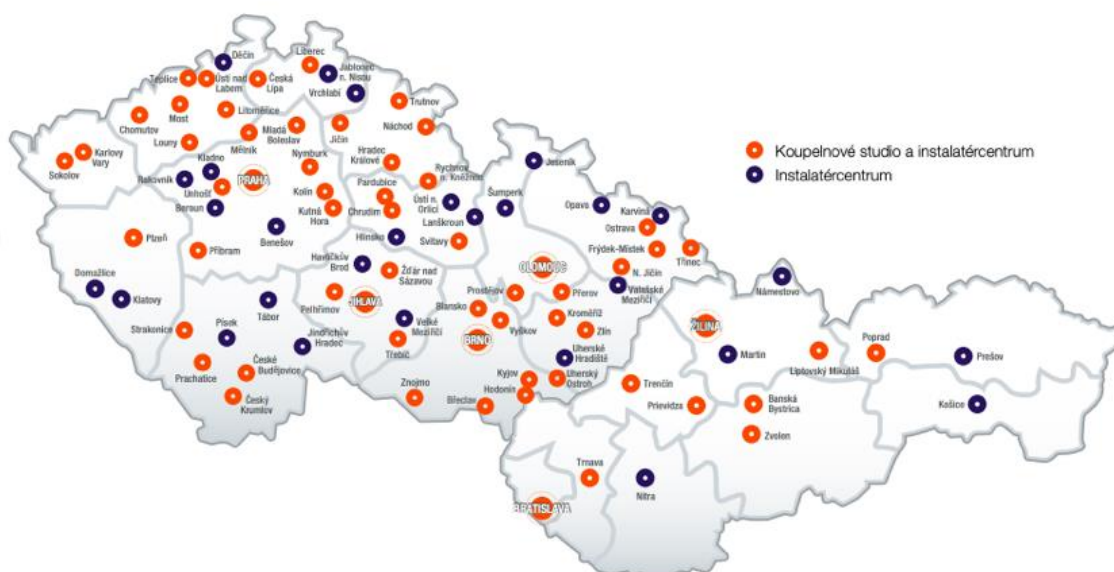 Koupelnové studio a instalatércentrum
Instalatércentrum
Děčín
Liberec
Jablonec
n. Nisou
Vrchlabí
Teplice
Ústí nad
Labem
Česká
Lípa
Trutnov
Most
Litoměřice
Chomutov
Louny
Mělník
Mladá
Boleslav
Jičín
Náchod
Karlovy
Vary
Sokolov
Kladno
Rakovník
Unhošť
Beroun
PRAHA
Nymburk
Kolín
Kutná
Hora
Hradec
Králové
Pardubice
Chrudim
Rychnov
n. Kněžnou
Ústí n.
Orlicí
Lanškroun
Šumperk
Jeseník
Opava
Karviná
Ostrava
Frýdek-Místek
Třinec
N. Jičín
Valašské
Meziříčí
Plzeň
Příbram
Benešov
Hlinsko
Svitavy
Havlíčkův
Brod
Žďár nad
Sázavou
OLOMOUC
Domažlice
Klatovy
Tábor
Pelhřimov
JIHLAVA
Velké
Meziříčí
Třebíč
Prostějov
Blansko
Vyškov
BRNO
Přerov
Kroměříž
Zlín
Uherské
Hradiště
Uherský
Ostroh
Kyjov
Hodonín
Břeclav
Znojmo
Strakonice
Písek
Jindřichův
Hradec
Prachatice
České
Budějovice
Český
Krumlov
Námestovo
ŽILINA
Martin
Liptovský Mikuláš
Poprad
Prešov
Košice
Trenčín
Prievidza
Banská
Bystrica
Zvolen
Trnava
Nitra
BRATISLAVA